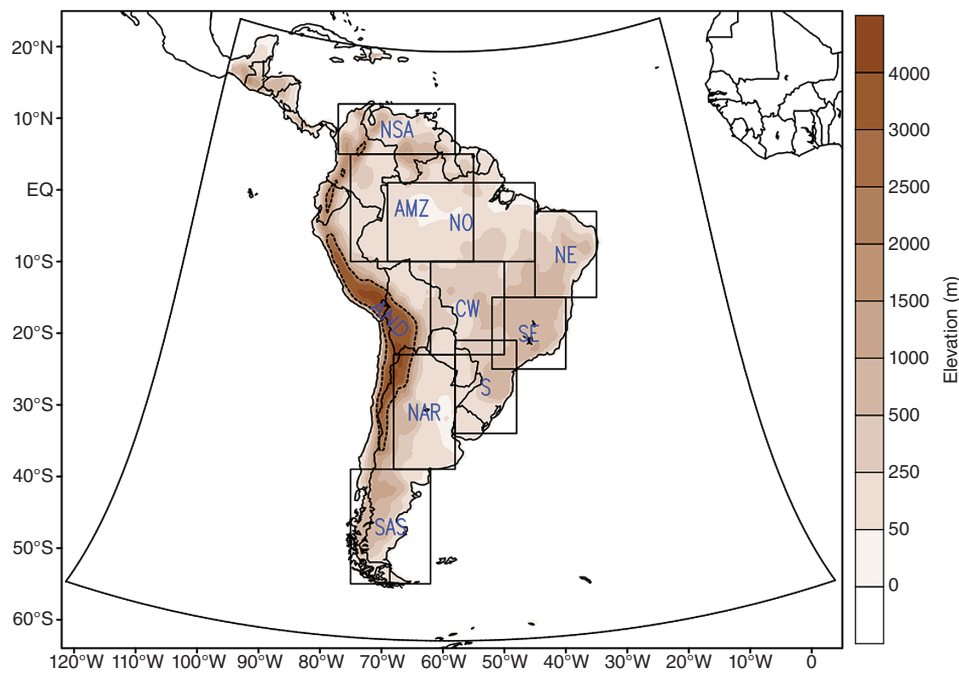 20°N
10°N
EQ
10°S
20°S
30°S
40°S
50°S
60°S
120°W 110°W 100°W 90°W 80°W 70°W 60°W 50°W 40°W 30°W 20°W 10°W 0
NSA
AMZ
NO
NE
CW
AND
SE
S
NAR
SAS
4000
3000
2500
2000
1500
1000
500
250
50
0
Elevation (m)